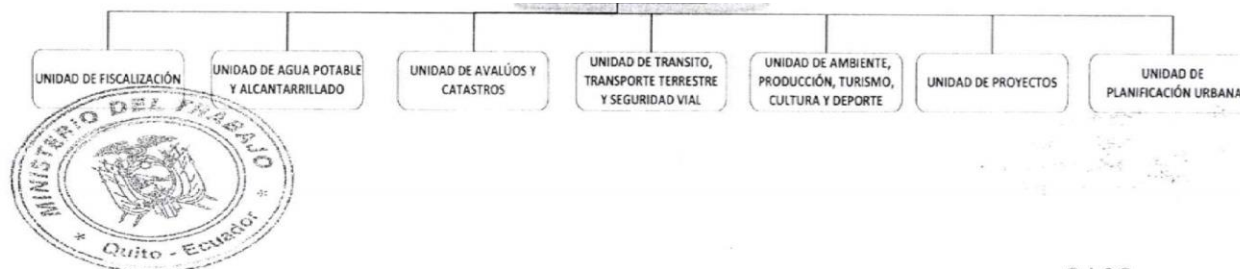 UNIDAD DE FISCALIZACIÓN
UNIDAD DE AGUA POTABLE
Y ALCANTARRILLADO
UNIDAD DE AVALÚOS Y
CATASTROS
UNIDAD DE TRANSITO,
TRANSPORTE TERRESTRE
Y SEGURIDAD VIAL
UNIDAD DE AMBIENTE,
PRODUCCIÓN, TURISMO,
CULTURA Y DEPORTE
UNIDAD DE PROYECTOS
UNIDAD DE
PLANIFICACIÓN URBANA
MINISTERIO DEL TRABAJO
* Quito - Ecuador *